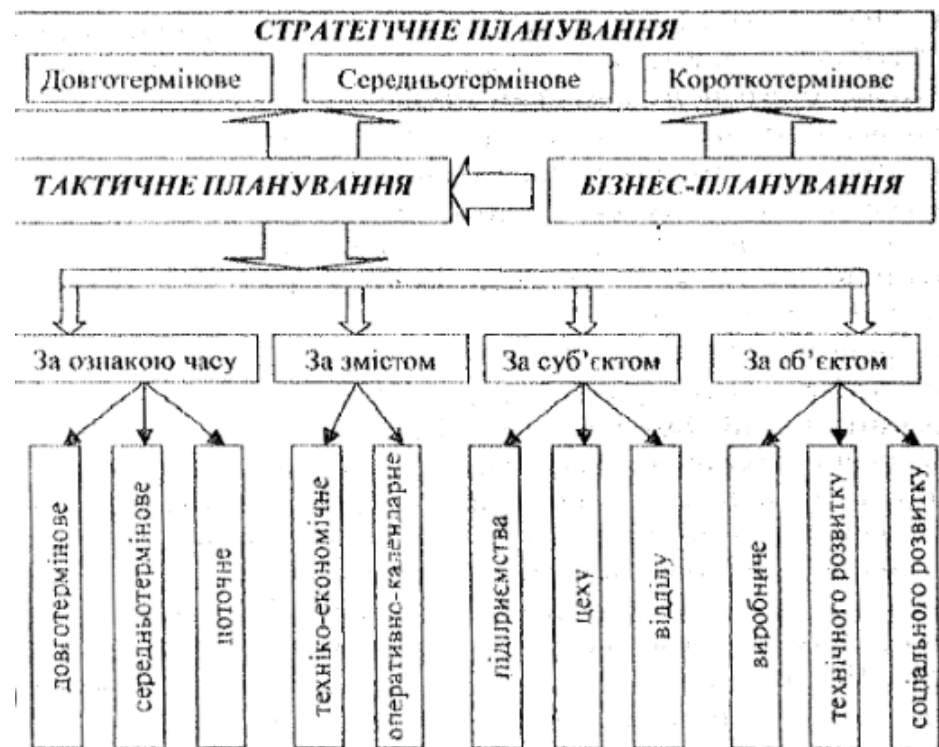 СТРАТЕГІЧНЕ ПЛАНУВАННЯ
Довготермінове
Середньотермінове
Короткотермінове
ТАКТИЧНЕ ПЛАНУВАННЯ
БІЗНЕС-ПЛАНУВАННЯ
За ознакою часу
За змістом
За суб’єктом
За об’єктом
довготермінове
середньотермінове
поточне
техніко-економічне
оперативно-календарне
підприємства
цеху
відділу
виробниче
технічного розвитку
соціального розвитку